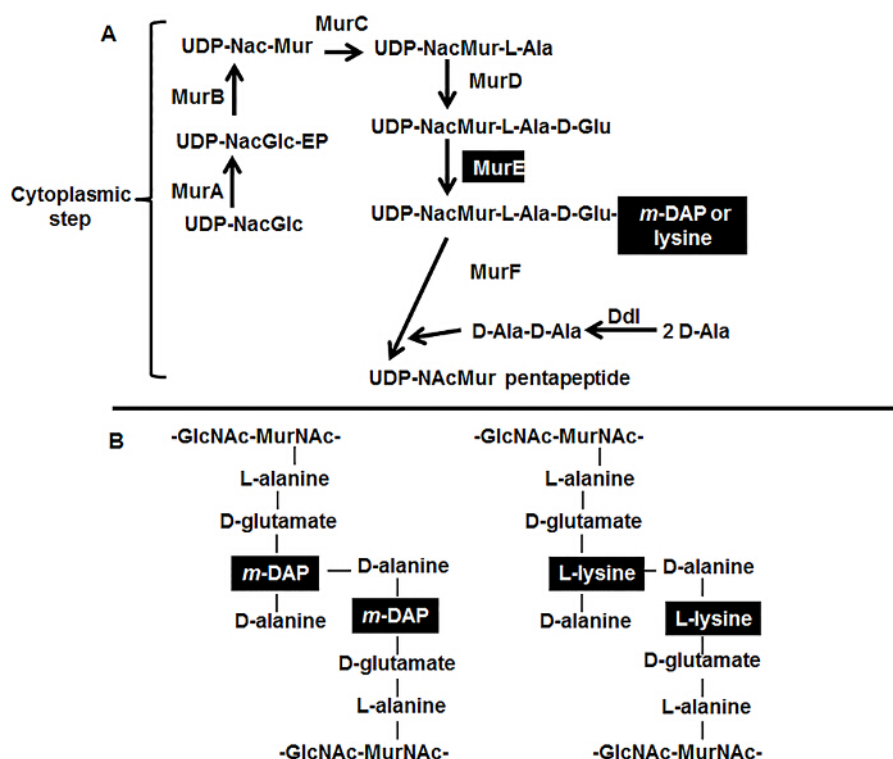 A
MurC
UDP-Nac-Mur
UDP-NacMur-L-Ala
MurB
MurD
UDP-NacGlc-EP
UDP-NacMur-L-Ala-D-Glu
MurE
Cytoplasmic
step
MurA
UDP-NacGlc
UDP-NacMur-L-Ala-D-Glu-
m-DAP or
lysine
MurF
D-Ala-D-Ala
Ddl
2 D-Ala
UDP-NAcMur pentapeptide
B
-GlcNAc-MurNAc-
L-alanine
D-glutamate
m-DAP
D-alanine
D-alanine
m-DAP
D-glutamate
L-alanine
-GlcNAc-MurNAc-
-GlcNAc-MurNAc-
L-alanine
D-glutamate
L-lysine
D-alanine
D-alanine
L-lysine
D-glutamate
L-alanine
-GlcNAc-MurNAc-